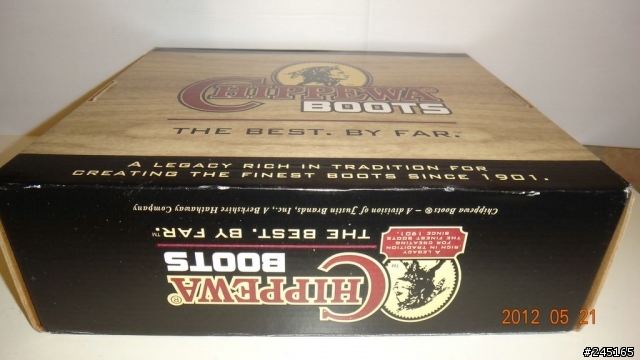 CHIPPEWA
BOOTS
THE BEST. BY FAR.
A LEGACY RICH IN TRADITION FOR
CREATING THE FINEST BOOTS SINCE 1901.
Chippewa Boots® – A division of Justin Brands, Inc., A Berkshire Hathaway Company
CHIPPEWA®
BOOTS
THE BEST. BY FAR.™
A LEGACY
RICH IN TRADITION
FOR CREATING
THE FINEST BOOTS
SINCE 1901.
TM
2012 05 21
#245165